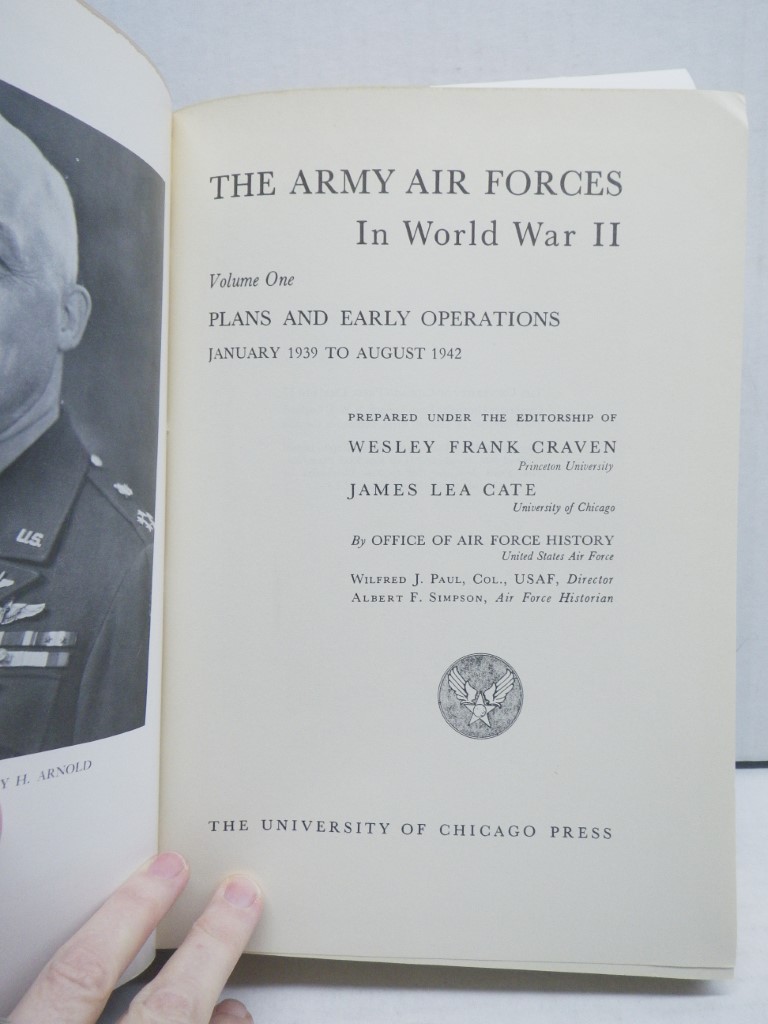 U.S.
Y H. ARNOLD
THE ARMY AIR FORCES
In World War II
Volume One
PLANS AND EARLY OPERATIONS
JANUARY 1939 TO AUGUST 1942
PREPARED UNDER THE EDITORSHIP OF
WESLEY FRANK CRAVEN
Princeton University
JAMES LEA CATE
University of Chicago
By OFFICE OF AIR FORCE HISTORY
United States Air Force
WILFRED J. PAUL, COL., USAF, Director
ALBERT F. SIMPSON, Air Force Historian
THE UNIVERSITY OF CHICAGO PRESS